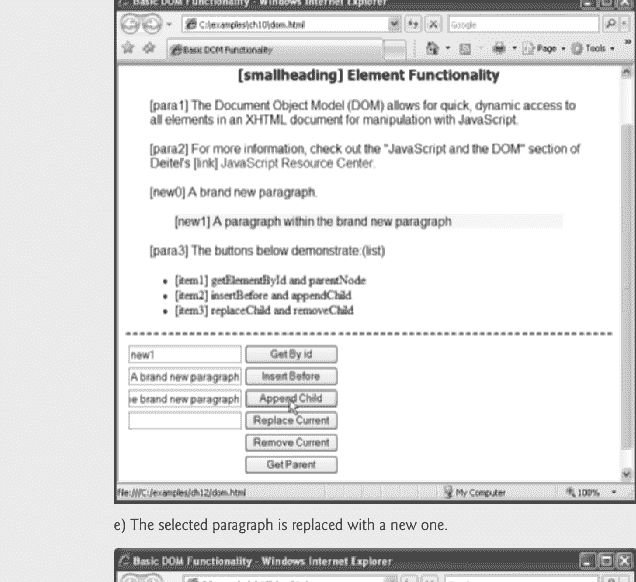 Basic DOM Functionality - Windows Internet Explorer
C:\examples\ch10\dom.html
Google
Basic DOM Functionality
Page
Tools
[smallheading] Element Functionality
[para1] The Document Object Model (DOM) allows for quick, dynamic access to
all elements in an XHTML document for manipulation with JavaScript.
[para2] For more information, check out the "JavaScript and the DOM" section of
Deitel's [link] JavaScript Resource Center.
[new0] A brand new paragraph.
[new1] A paragraph within the brand new paragraph
[para3] The buttons below demonstrate:(list)
• [item1] getElementById and parentNode
• [item2] insertBefore and appendChild
• [item3] replaceChild and removeChild
new1 Get By id
A brand new paragraph Insert Before
e brand new paragraph Append Child
Replace Current
Remove Current
Get Parent
file:///C:/examples/ch12/dom.html My Computer 100%
e) The selected paragraph is replaced with a new one.
Basic DOM Functionality - Windows Internet Explorer